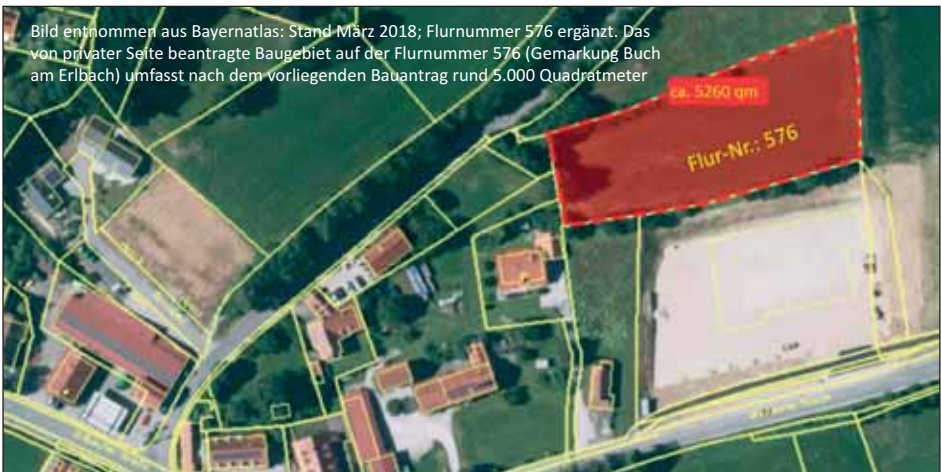 Bild entnommen aus Bayernatlas: Stand März 2018; Flurnummer 576 ergänzt. Das
von privater Seite beantragte Baugebiet auf der Flurnummer 576 (Gemarkung Buch
am Erlbach) umfasst nach dem vorliegenden Bauantrag rund 5.000 Quadratmeter
ca. 5260 qm
Flur-Nr.: 576